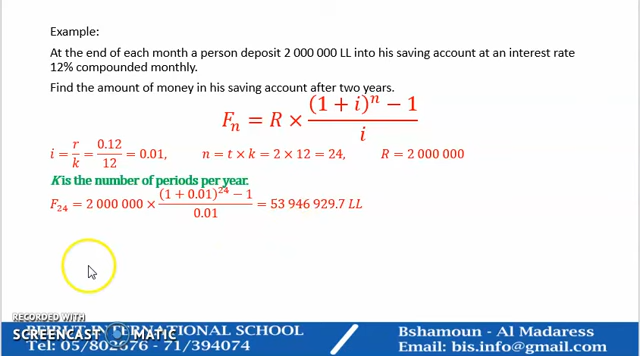 Example:
At the end of each month a person deposit 2 000 000 LL into his saving account at an interest rate
12% compounded monthly.
Find the amount of money in his saving account after two years.
Fₙ = R × ((1 + i)ⁿ − 1) / i
i = r/k = 0.12/12 = 0.01, n = t × k = 2 × 12 = 24, R = 2 000 000
K is the number of periods per year.
F₂₄ = 2 000 000 × ((1 + 0.01)²⁴ − 1) / 0.01 = 53 946 929.7 LL
RECORDED WITH
SCREENCAST MATIC
BEIRUT INTERNATIONAL SCHOOL
Tel: 05/802676 - 71/394074
Bshamoun - Al Madaress
Email: bis.info@gmail.com